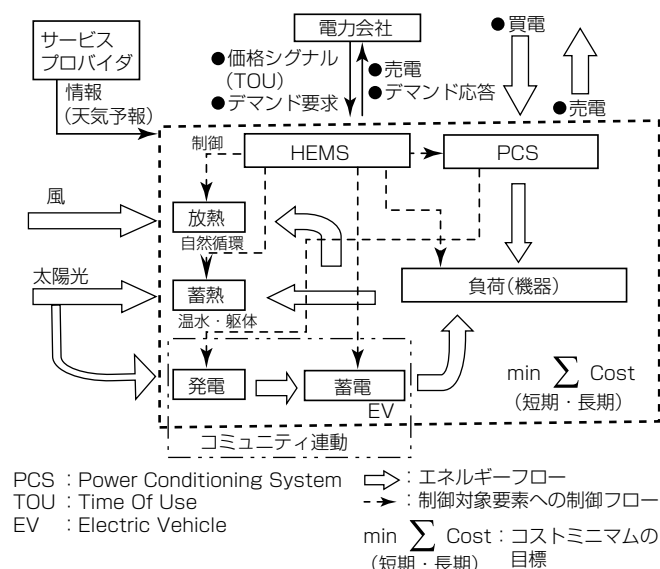 サービス
プロバイダ
電力会社
●価格シグナル
(TOU)
●デマンド要求
●売電
●デマンド応答
●買電
●売電
情報
(天気予報)
制御
HEMS
PCS
風
放熱
自然循環
太陽光
蓄熱
温水・躯体
負荷(機器)
発電
蓄電
EV
コミュニティ連動
min ∑ Cost
(短期・長期)
PCS : Power Conditioning System
TOU : Time Of Use
EV : Electric Vehicle
:エネルギーフロー
:制御対象要素への制御フロー
min ∑ Cost:コストミニマムの
(短期・長期) 目標